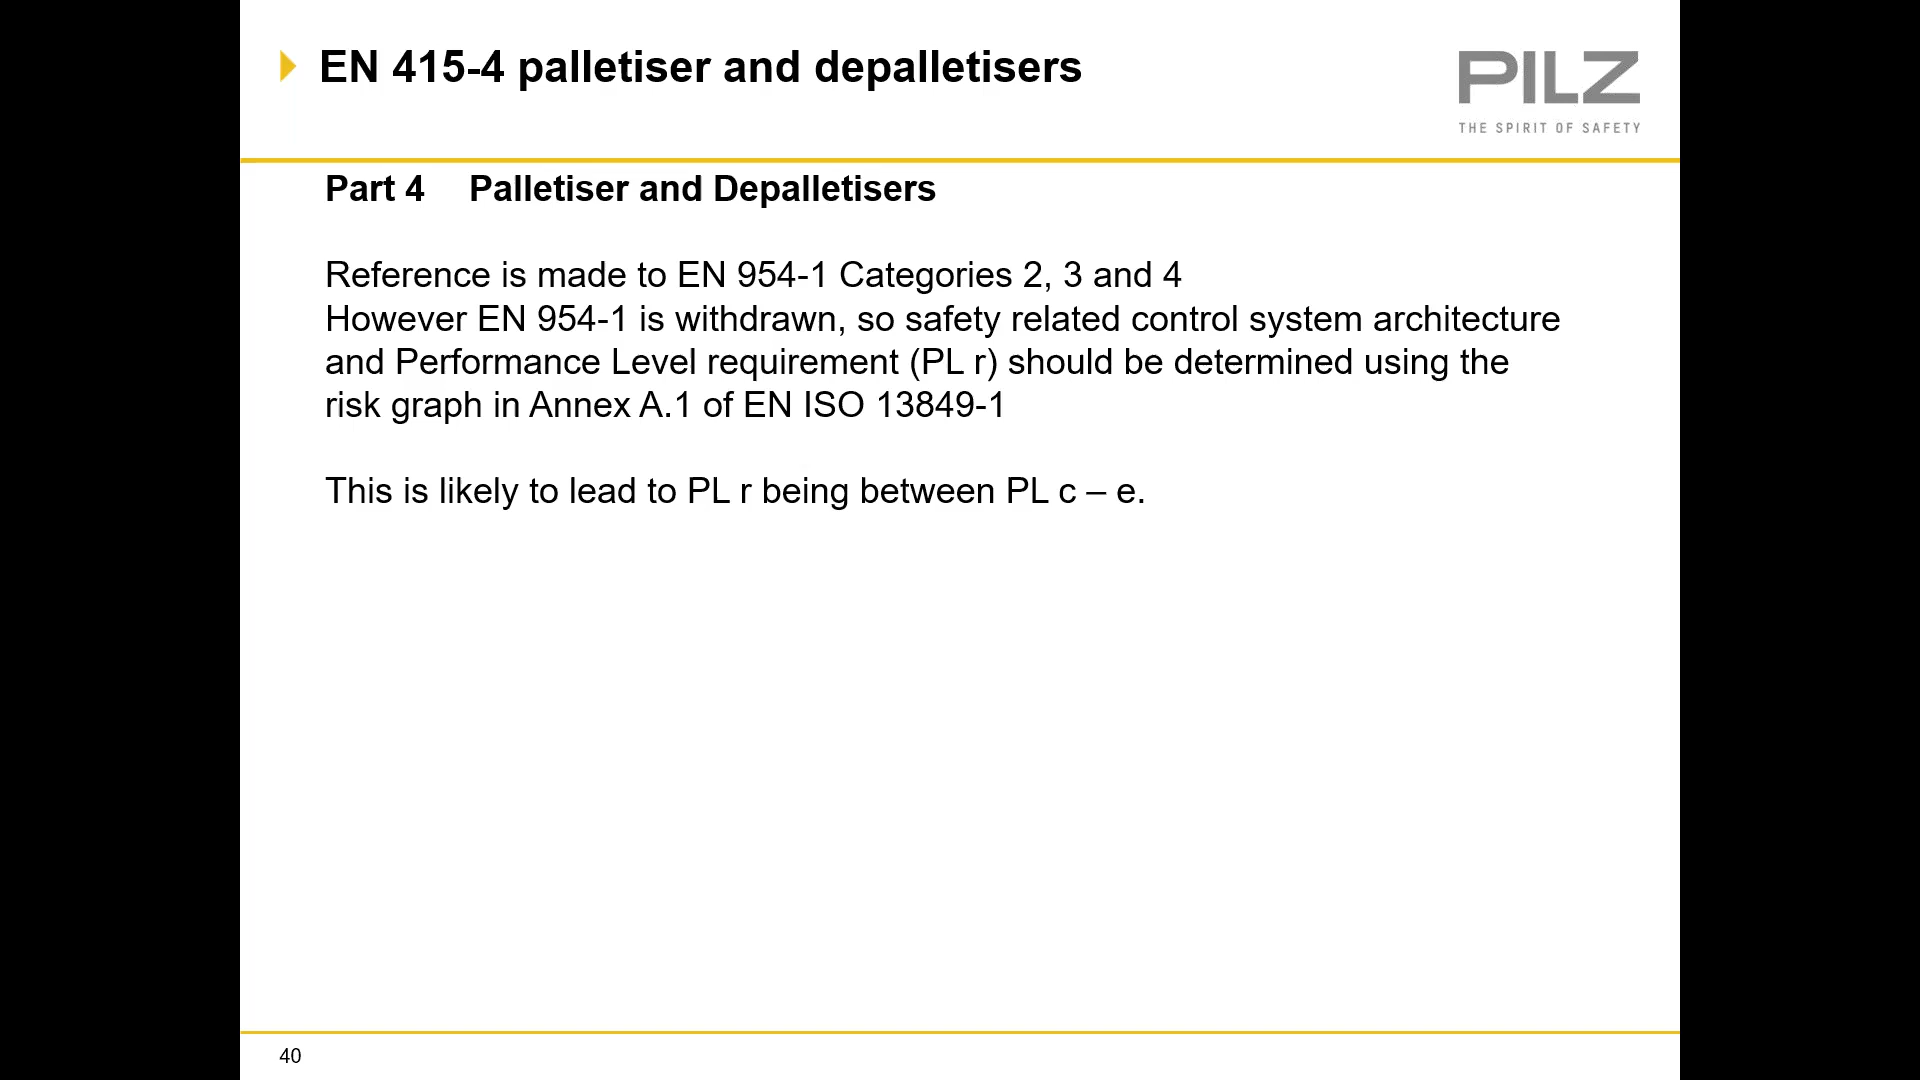 EN 415-4 palletiser and depalletisers
PILZ
THE SPIRIT OF SAFETY
Part 4 Palletiser and Depalletisers
Reference is made to EN 954-1 Categories 2, 3 and 4
However EN 954-1 is withdrawn, so safety related control system architecture
and Performance Level requirement (PL r) should be determined using the
risk graph in Annex A.1 of EN ISO 13849-1
This is likely to lead to PL r being between PL c – e.
40